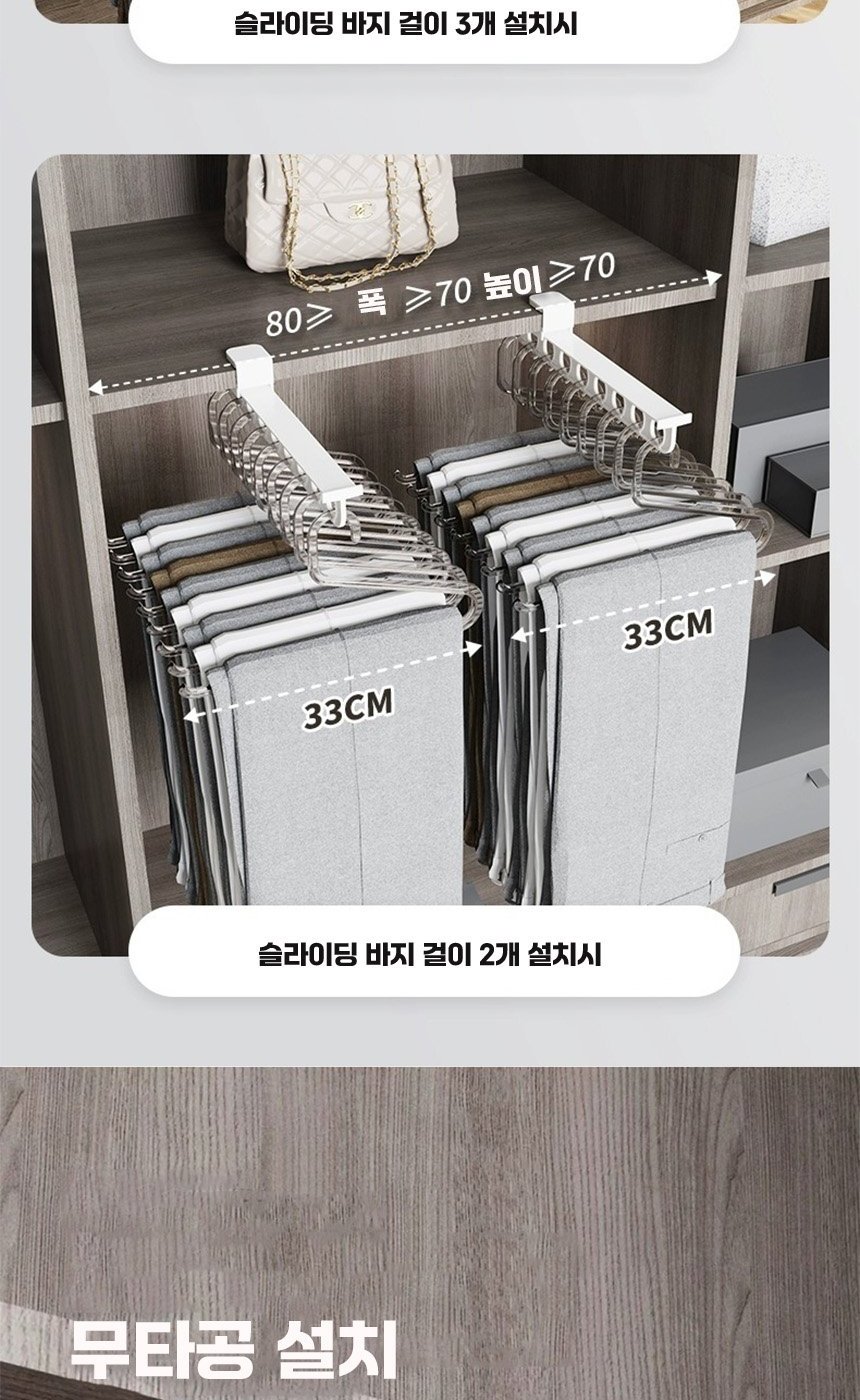 슬라이딩 바지 걸이 3개 설치시
80≥ 폭 ≥70 높이 ≥70
33CM
33CM
슬라이딩 바지 걸이 2개 설치시
무타공 설치